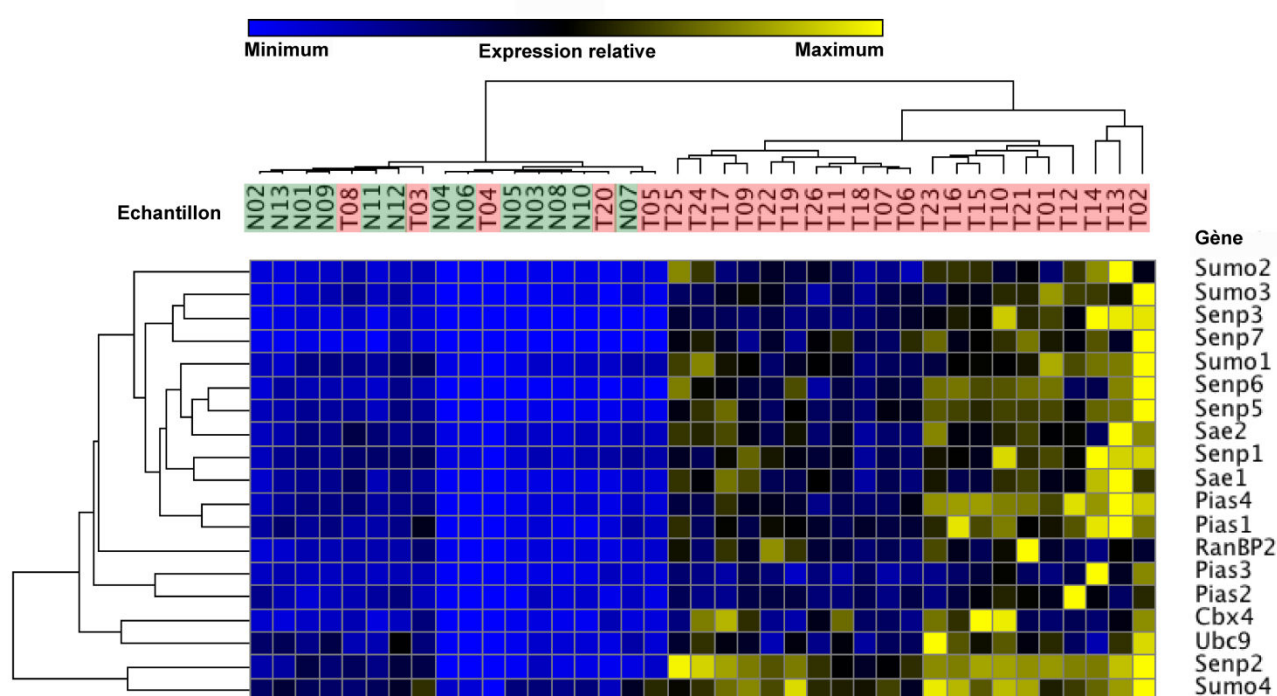 Minimum Expression relative Maximum
Echantillon N02 N13 N01 N09 T08 N11 N12 T03 N04 N06 T04 N05 N03 N08 N10 T20 N07 T05 T25 T24 T17 T09 T22 T19 T26 T11 T18 T07 T06 T23 T16 T15 T10 T21 T01 T12 T14 T13 T02
Gène
Sumo2
Sumo3
Senp3
Senp7
Sumo1
Senp6
Senp5
Sae2
Senp1
Sae1
Pias4
Pias1
RanBP2
Pias3
Pias2
Cbx4
Ubc9
Senp2
Sumo4